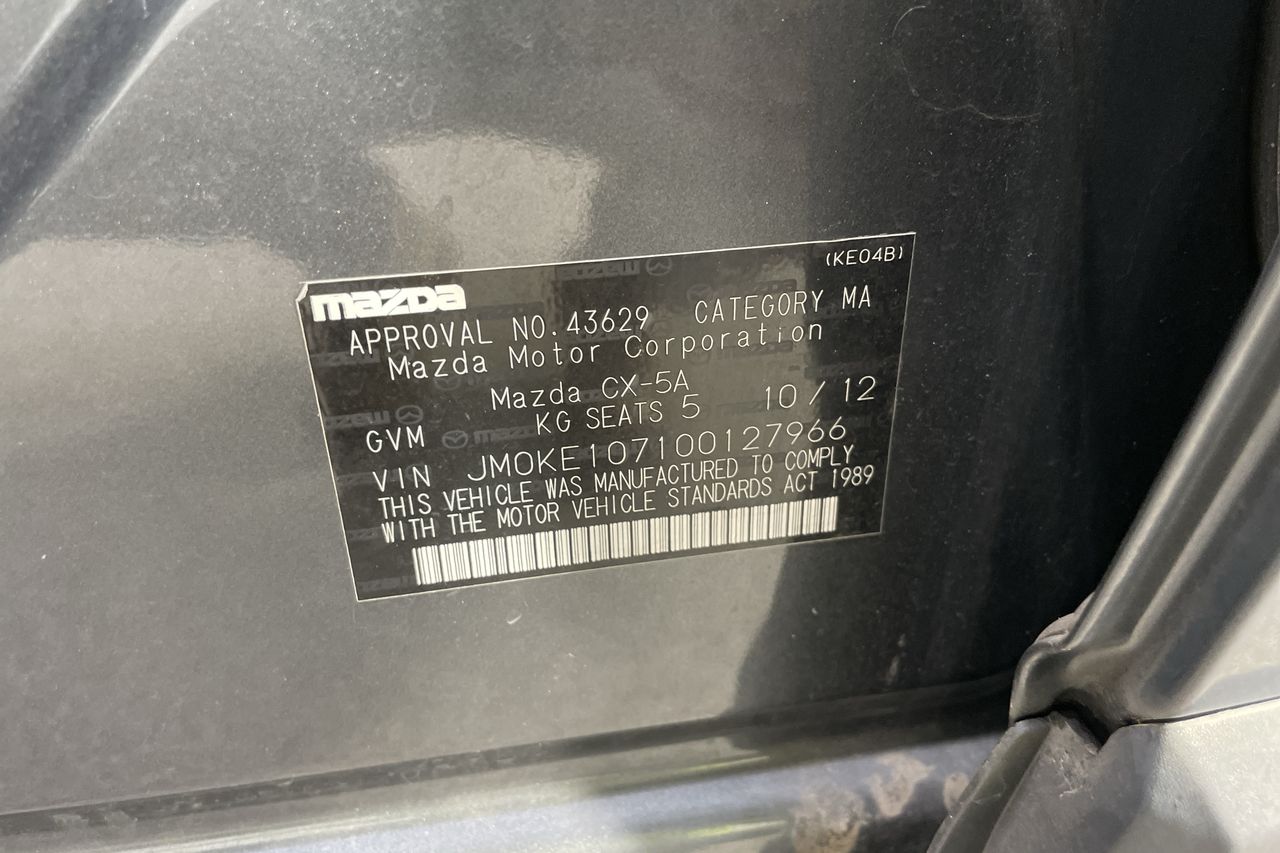 (KE04B)
mazda
APPROVAL NO.43629 CATEGORY MA
Mazda Motor Corporation
Mazda CX-5A
GVM KG SEATS 5 10/12
VIN JM0KE107100127966
THIS VEHICLE WAS MANUFACTURED TO COMPLY
WITH THE MOTOR VEHICLE STANDARDS ACT 1989